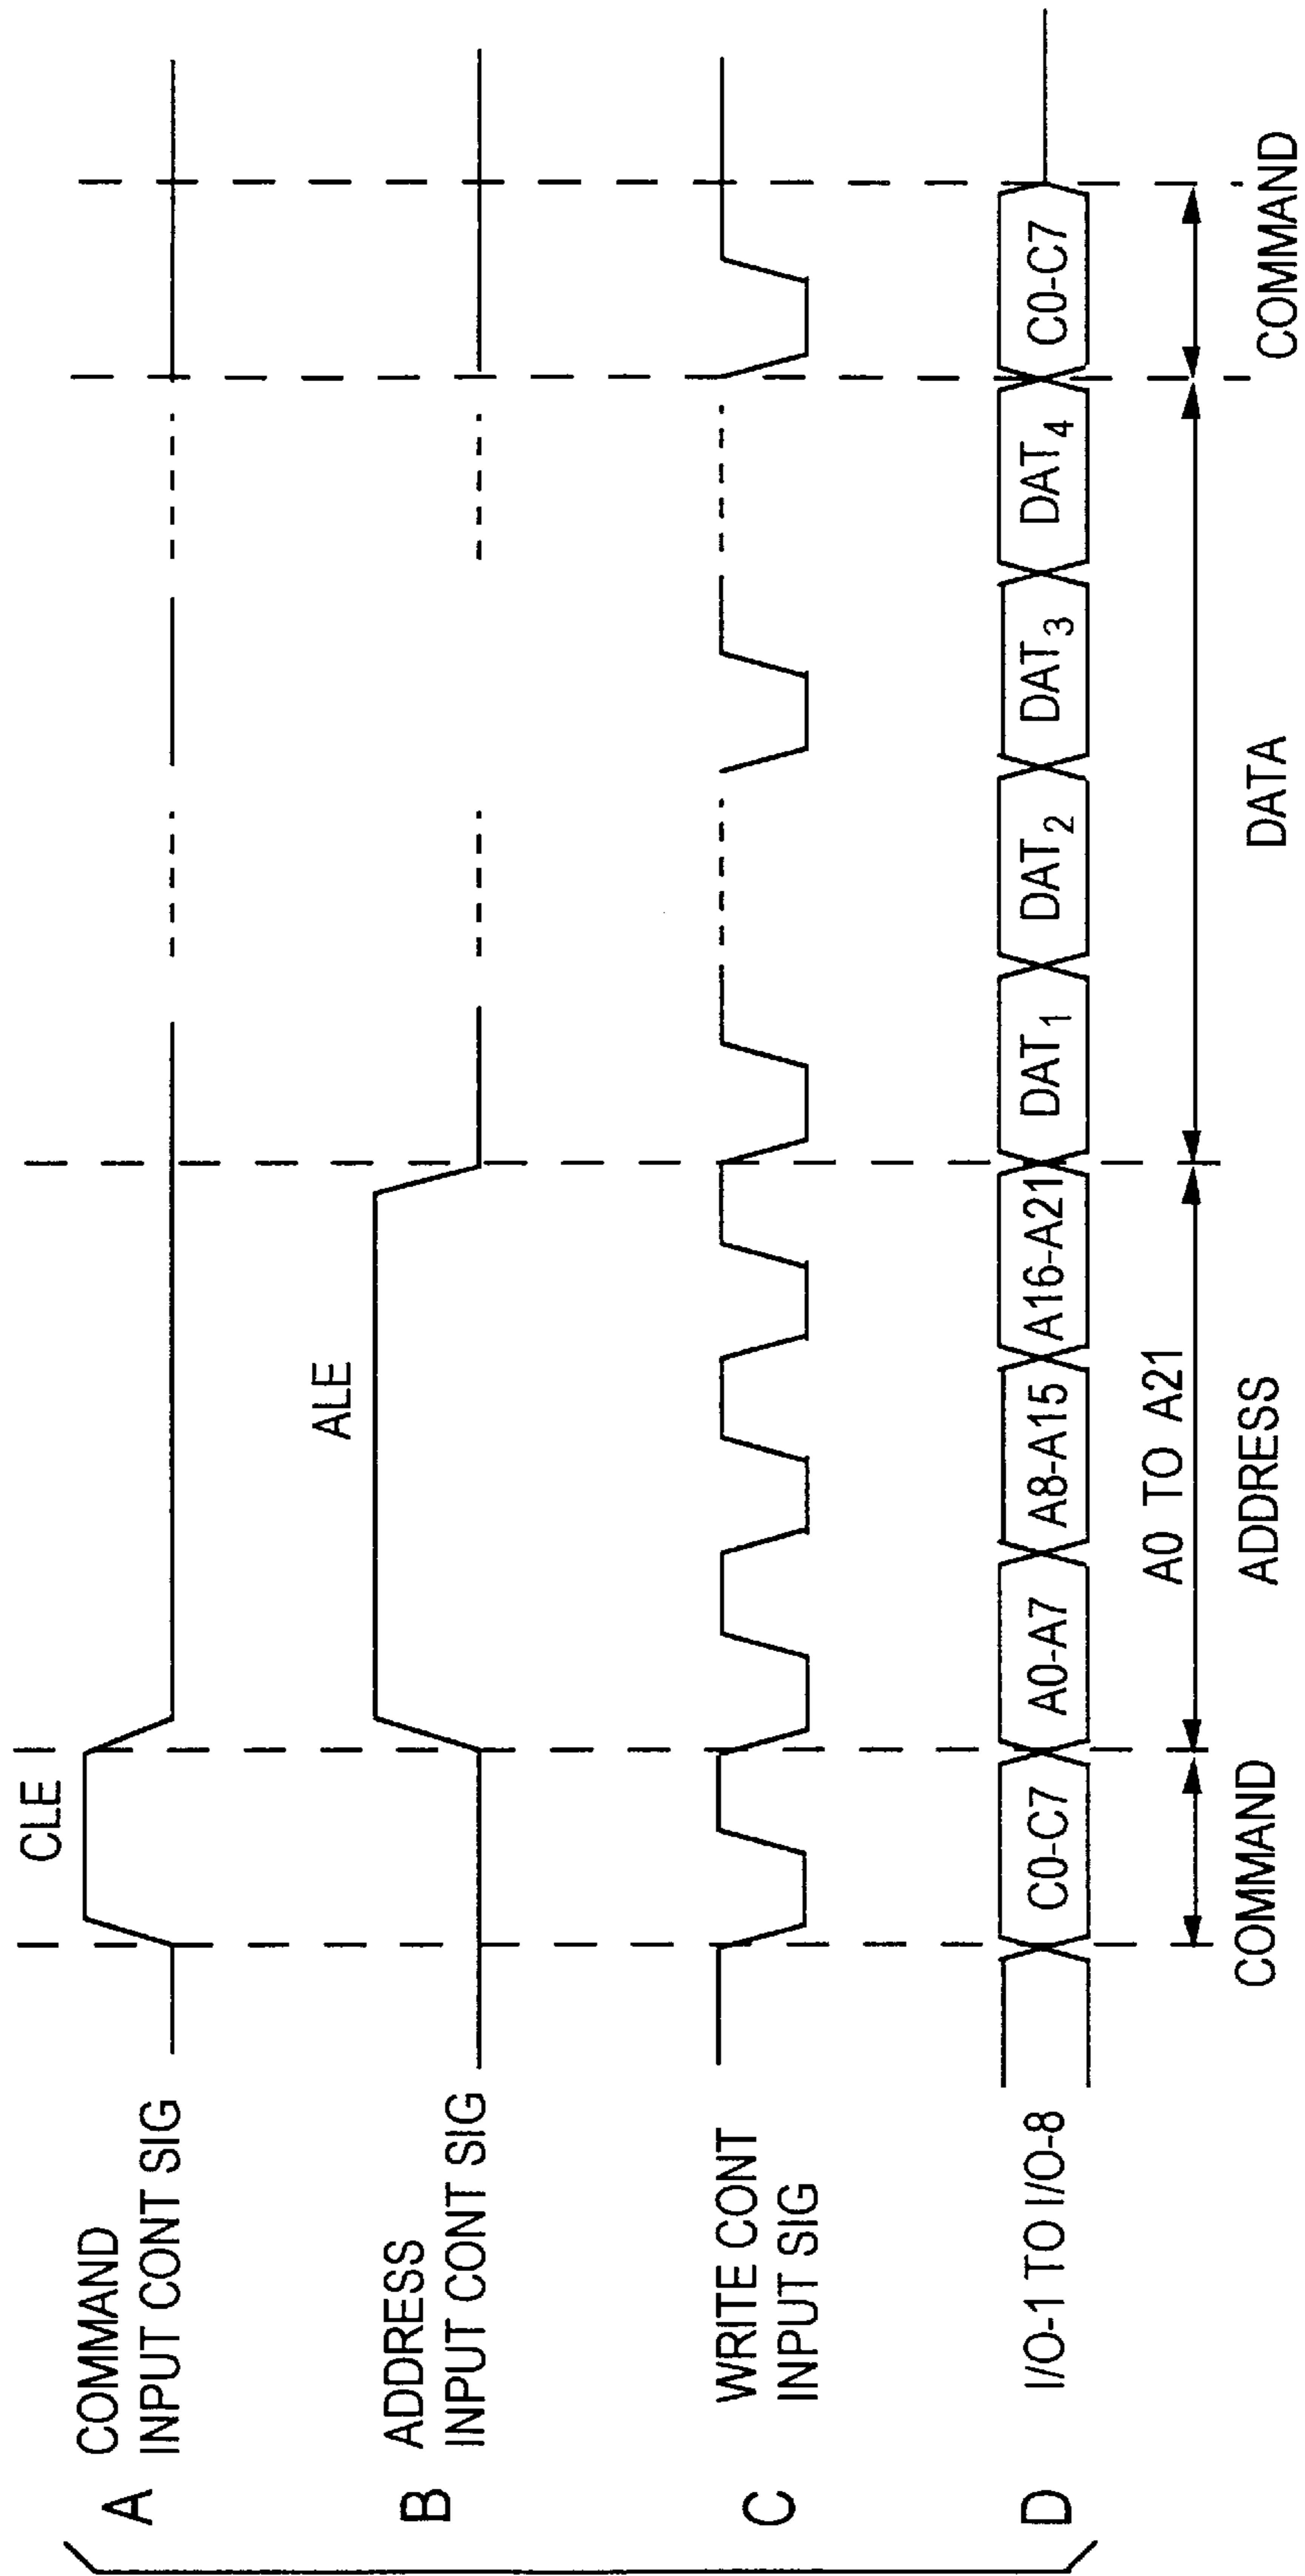 A COMMAND
INPUT CONT SIG
CLE
B ADDRESS
INPUT CONT SIG
ALE
C WRITE CONT
INPUT SIG
D I/O-1 TO I/O-8
C0-C7 A0-A7 A8-A15 A16-A21 DAT1 DAT2 DAT3 DAT4 C0-C7
A0 TO A21
COMMAND ADDRESS DATA COMMAND